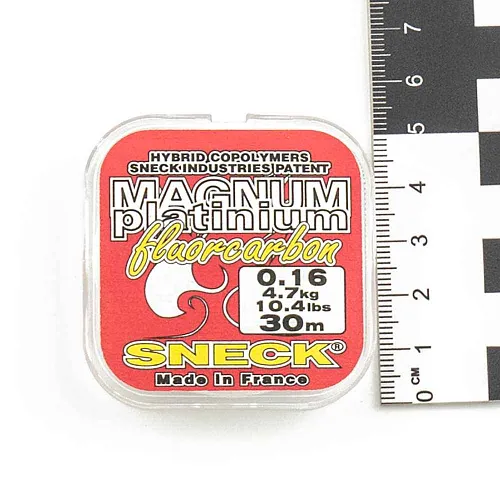 HYBRID COPOLYMERS
SNECK INDUSTRIES PATENT
MAGNUM
platinium
fluorcarbon
0.16
4.7kg
10.4lbs
30m
SNECK®
Made In France
7
6
5
4
3
2
1
0 CM